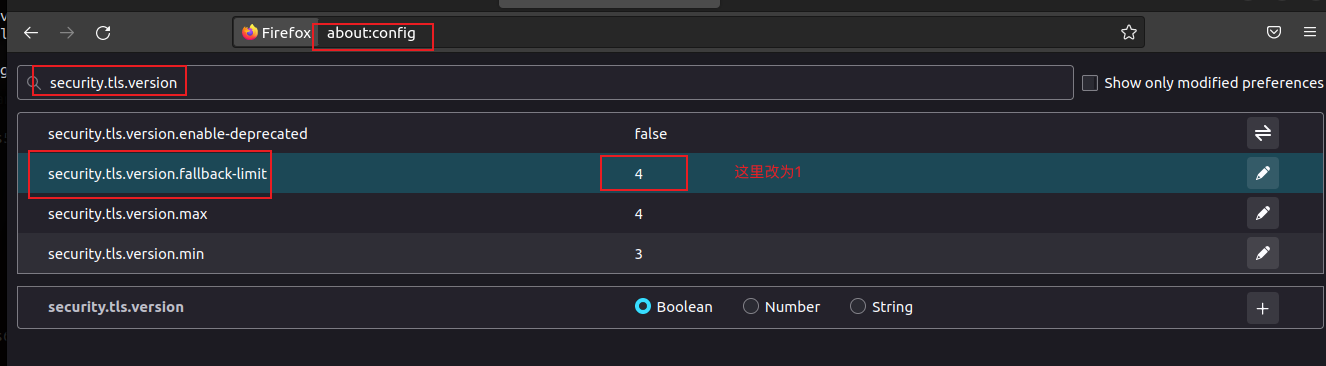 Firefox about:config
security.tls.version
Show only modified preferences
security.tls.version.enable-deprecated false
security.tls.version.fallback-limit 4 这里改为1
security.tls.version.max 4
security.tls.version.min 3
security.tls.version Boolean Number String